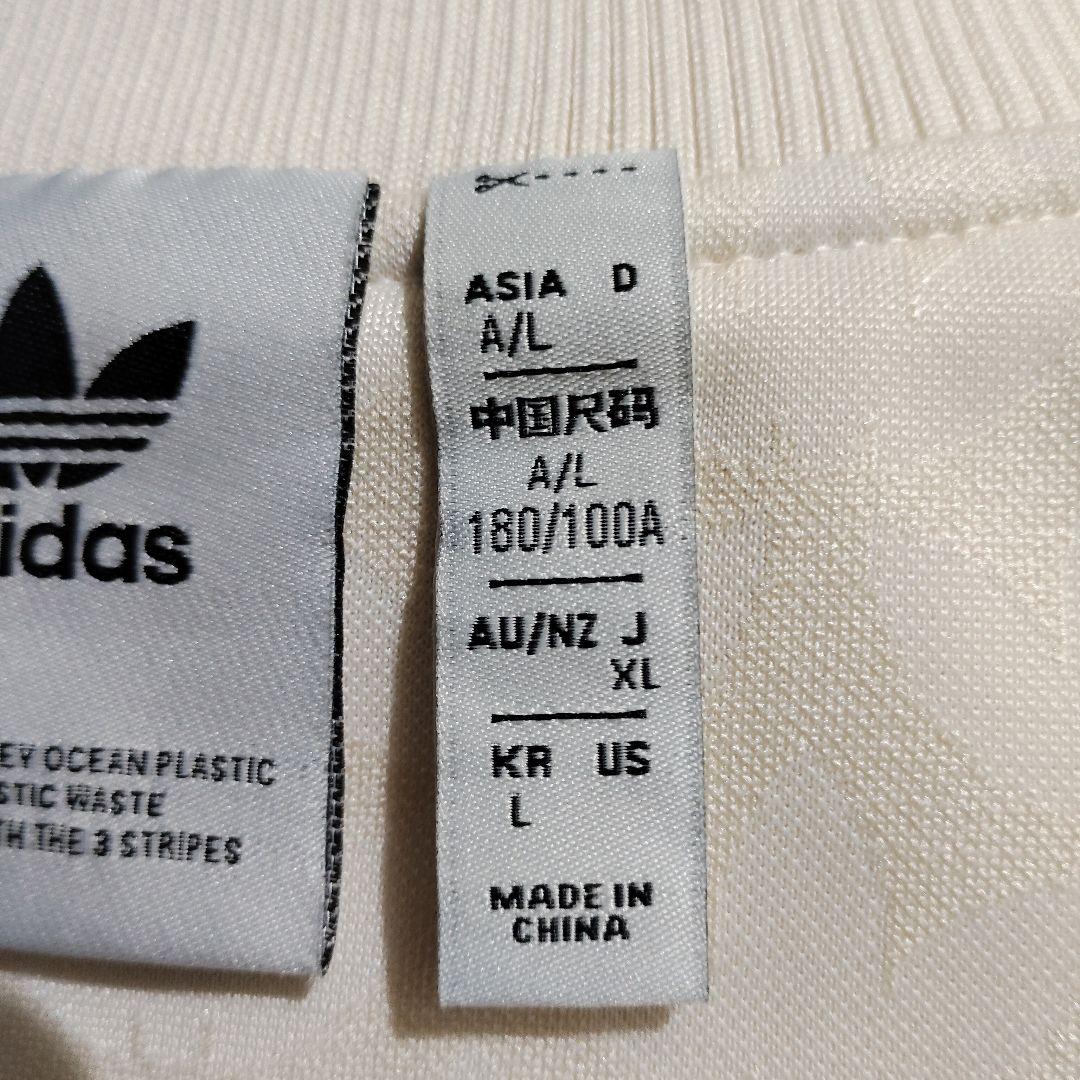 idas
EY OCEAN PLASTIC
STIC WASTE
TH THE 3 STRIPES
ASIA D
A/L
中国尺码
A/L
180/100A
AU/NZ J
XL
KR US
L
MADE IN
CHINA